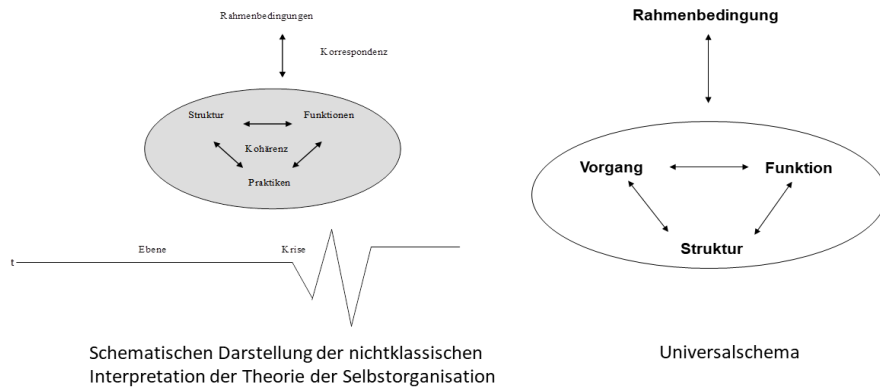 Rahmenbedingungen
Korrespondenz
Struktur
Funktionen
Kohärenz
Praktiken
Ebene
Krise
t
Schematischen Darstellung der nichtklassischen
Interpretation der Theorie der Selbstorganisation
Rahmenbedingung
Vorgang
Funktion
Struktur
Universalschema